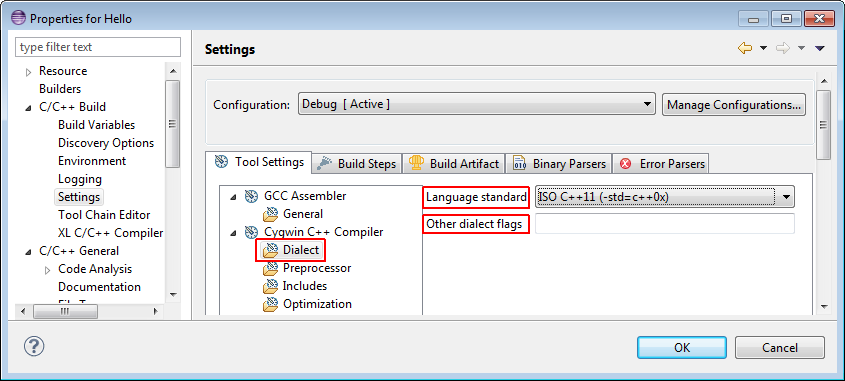 Properties for Hello
type filter text
Resource
Builders
C/C++ Build
Build Variables
Discovery Options
Environment
Logging
Settings
Tool Chain Editor
XL C/C++ Compiler
C/C++ General
Code Analysis
Documentation
Settings
Configuration:
Debug [ Active ]
Manage Configurations...
Tool Settings
Build Steps
Build Artifact
Binary Parsers
Error Parsers
GCC Assembler
General
Cygwin C++ Compiler
Dialect
Preprocessor
Includes
Optimization
Language standard
ISO C++11 (-std=c++0x)
Other dialect flags
?
OK
Cancel